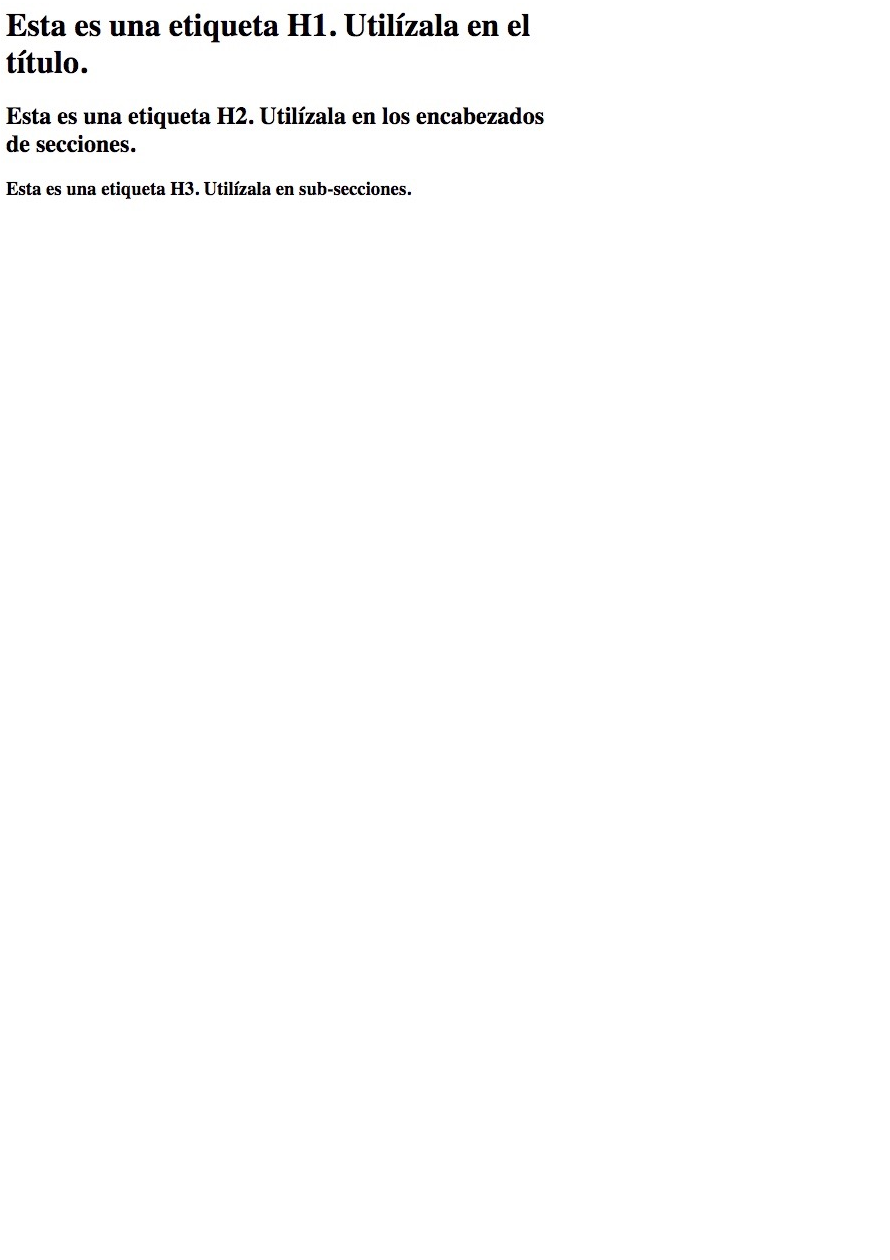 Esta es una etiqueta H1. Utilízala en el
título.
Esta es una etiqueta H2. Utilízala en los encabezados
de secciones.
Esta es una etiqueta H3. Utilízala en sub-secciones.